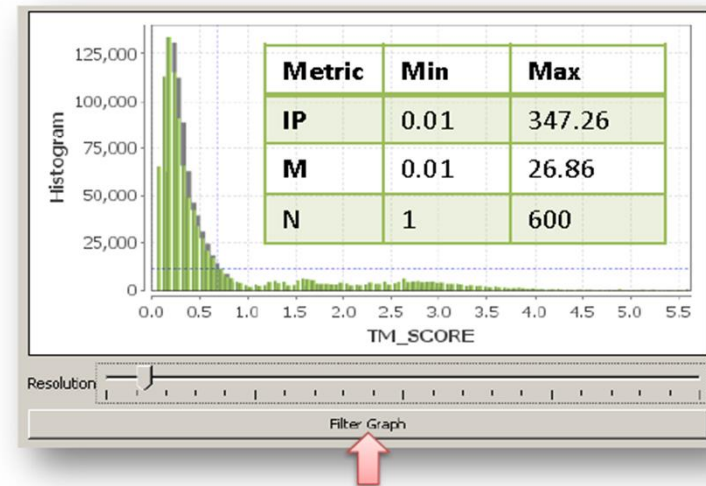 125,000
100,000
75,000
50,000
25,000
0
Histogram
Metric Min Max
IP 0.01 347.26
M 0.01 26.86
N 1 600
0.0 0.5 1.0 1.5 2.0 2.5 3.0 3.5 4.0 4.5 5.0 5.5
TM_SCORE
Resolution
Filter Graph